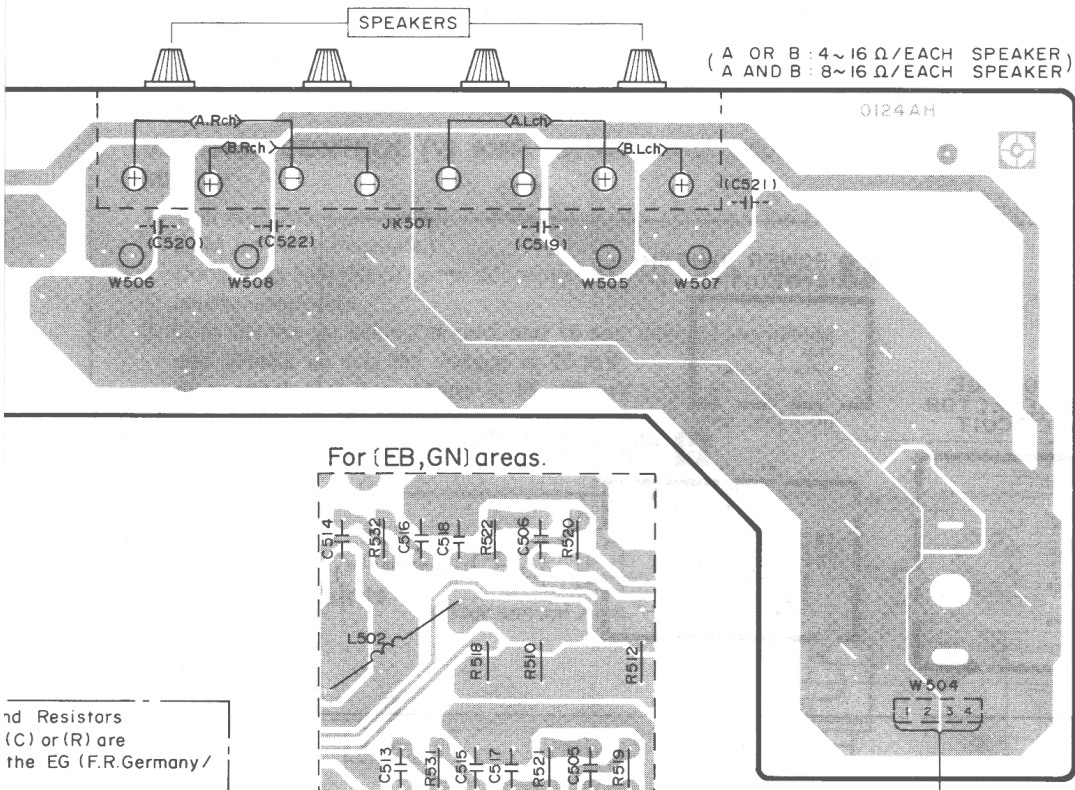 SPEAKERS
( A OR B : 4~16 Ω/EACH SPEAKER )
A AND B : 8~16 Ω/EACH SPEAKER
0124AH
<A.Rch>
<A.Lch>
<B.Rch>
<B.Lch>
+ + − − − − + +
(C521)
JK501
(C520)
(C522)
(C519)
W506
W508
W505
W507
For (EB,GN) areas.
C514
R532
C516
C518
R522
C506
R520
L502
R518
R510
R512
W504
1 2 3 4
nd Resistors
(C) or (R) are
the EG (F.R.Germany/
C513
R531
C515
C517
R521
C505
R519